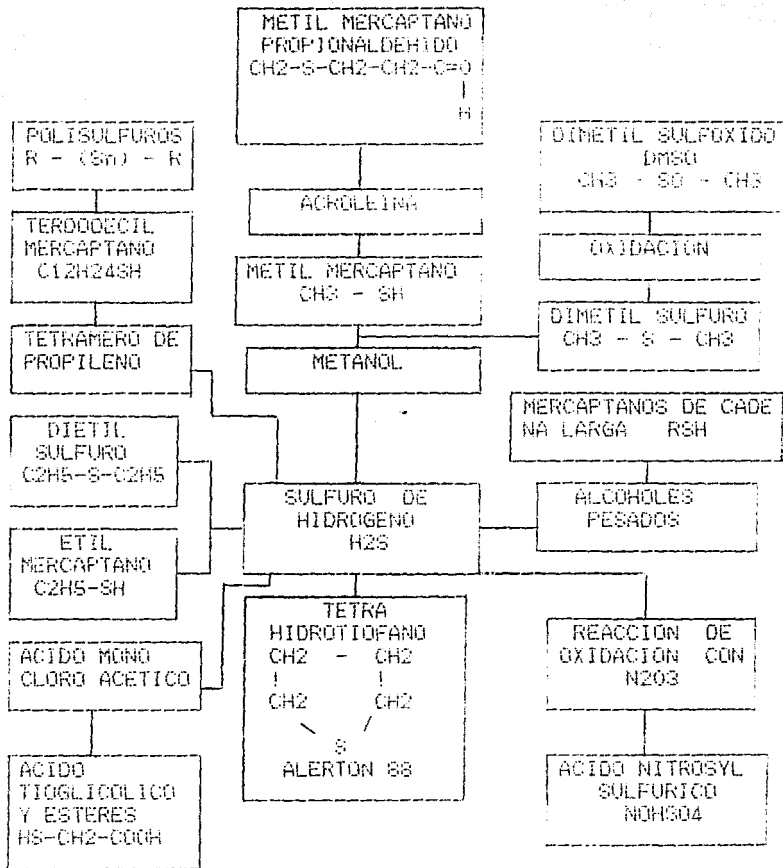 METIL MERCAPTANO
PROPIONALDEHIDO
CH2-S-CH2-CH2-C=O
H
POLISULFUROS
R - (Sn) - R
DIMETIL SULFOXIDO
DMSO
CH3 - SO - CH3
ACROLEINA
TERDODECIL
MERCAPTANO
C12H24SH
OXIDACION
METIL MERCAPTANO
CH3 - SH
DIMETIL SULFURO
CH3 - S - CH3
TETRAMERO DE
PROPILENO
METANOL
MERCAPTANOS DE CADE
NA LARGA RSH
DIETIL
SULFURO
C2H5-S-C2H5
SULFURO DE
HIDROGENO
H2S
ALCOHOLES
PESADOS
ETIL
MERCAPTANO
C2H5-SH
TETRA
HIDROTIOFANO
CH2 - CH2
CH2 CH2
S
ALERTON 88
REACCION DE
OXIDACION CON
N2O3
ACIDO MONO
CLORO ACETICO
ACIDO
TIOGLICOLICO
Y ESTERES
HS-CH2-COOH
ACIDO NITROSYL
SULFURICO
NOHSO4